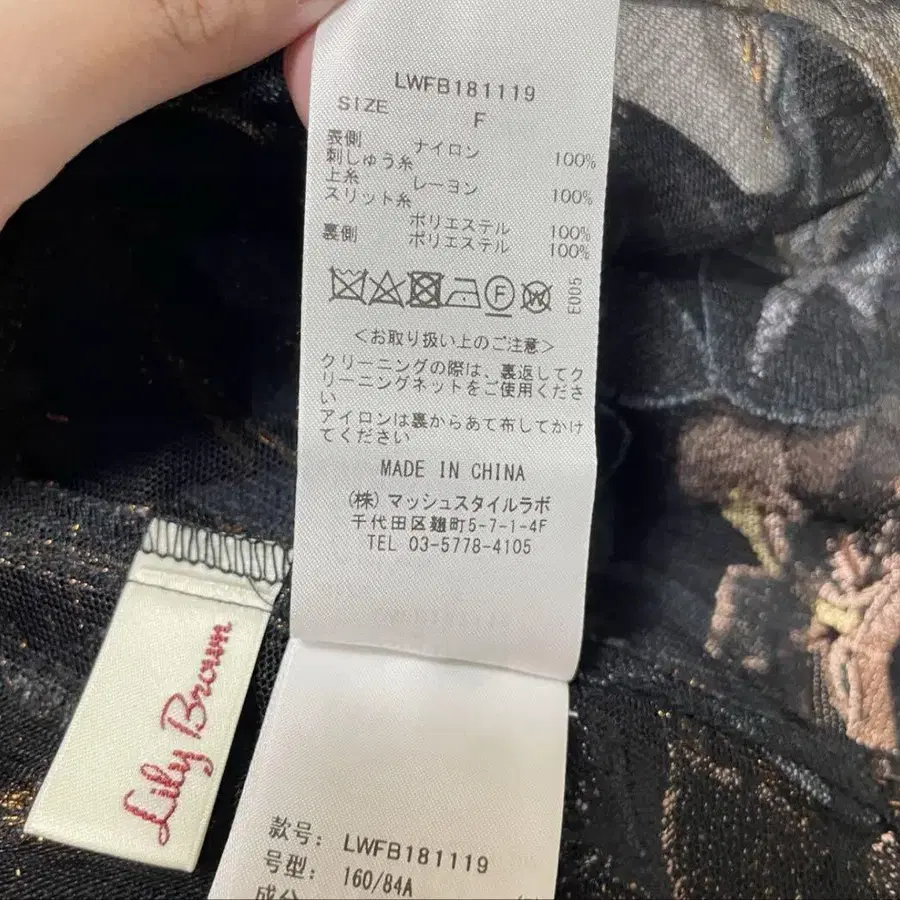 LWFB181119
SIZE F
表側 ナイロン 100%
刺しゅう糸
上糸 レーヨン 100%
スリット糸
ポリエステル 100%
裏側 ポリエステル 100%
F W E005
＜お取り扱い上のご注意＞
クリーニングの際は、裏返してク
リーニングネットをご使用くださ
い
アイロンは裏からあて布してかけ
てください
MADE IN CHINA
(株) マッシュスタイルラボ
千代田区麹町5-7-1-4F
TEL 03-5778-4105
Lily Brown
款号: LWFB181119
号型: 160/84A
成分